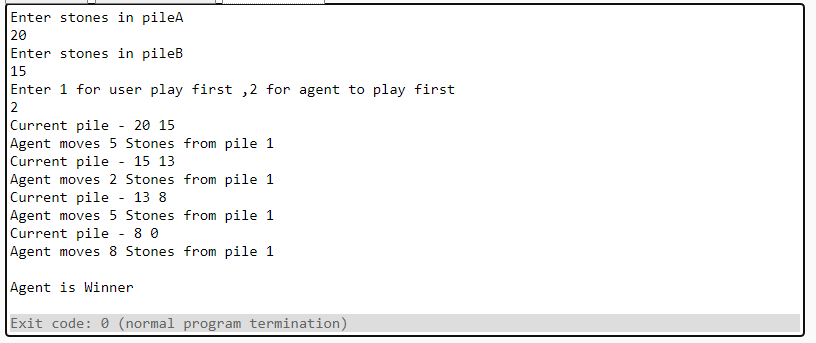 Enter stones in pileA
20
Enter stones in pileB
15
Enter 1 for user play first ,2 for agent to play first
2
Current pile - 20 15
Agent moves 5 Stones from pile 1
Current pile - 15 13
Agent moves 2 Stones from pile 1
Current pile - 13 8
Agent moves 5 Stones from pile 1
Current pile - 8 0
Agent moves 8 Stones from pile 1
Agent is Winner
Exit code: 0 (normal program termination)